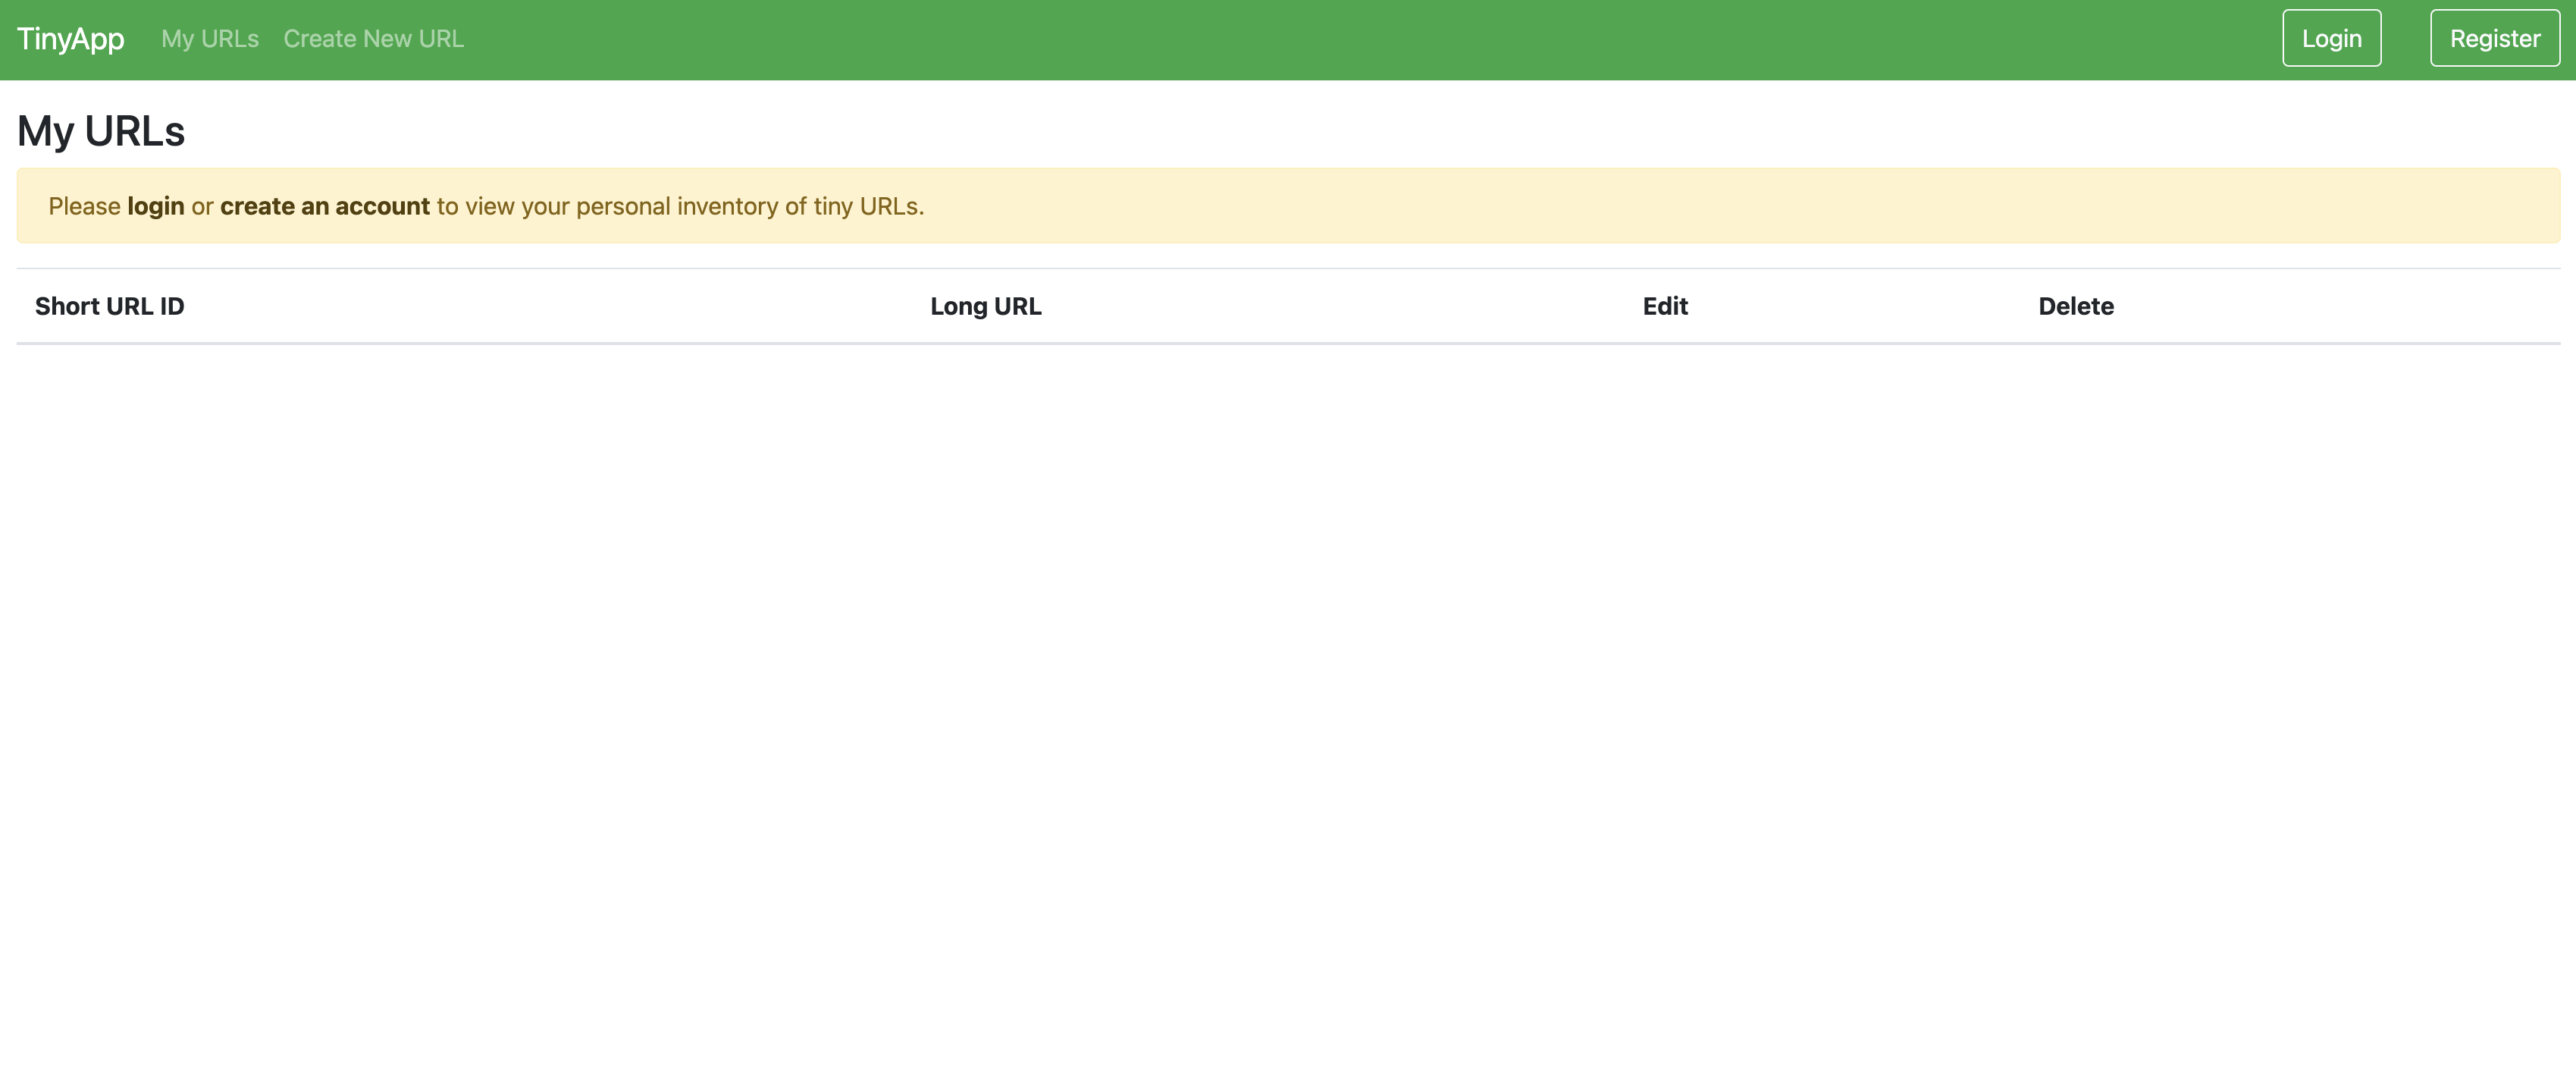 TinyApp My URLs Create New URL Login Register
My URLs
Please login or create an account to view your personal inventory of tiny URLs.
Short URL ID Long URL Edit Delete